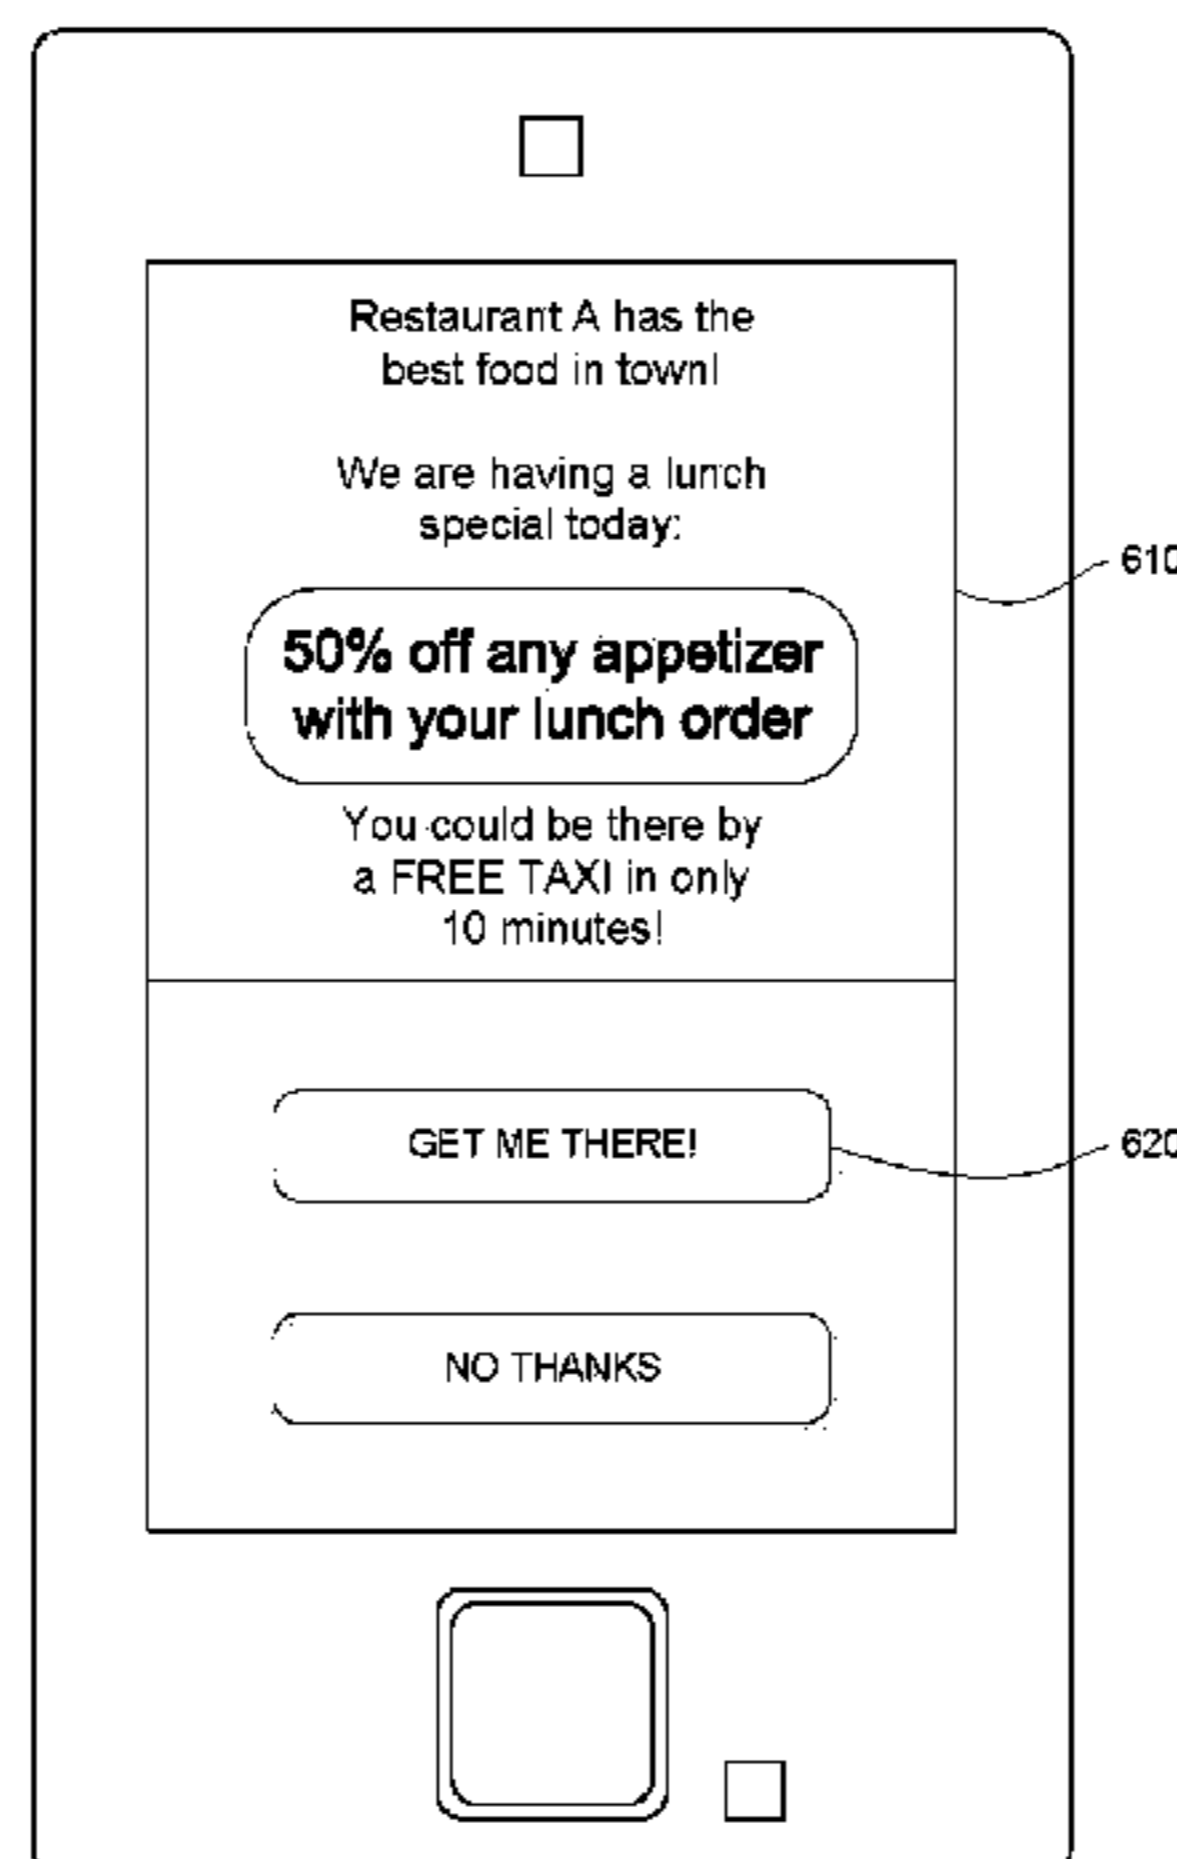 Restaurant A has the
best food in town!
We are having a lunch
special today:
50% off any appetizer
with your lunch order
You could be there by
a FREE TAXI in only
10 minutes!
610
GET ME THERE!
620
NO THANKS